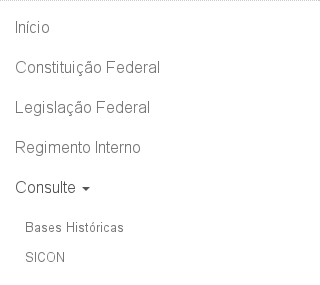 Início
Constituição Federal
Legislação Federal
Regimento Interno
Consulte
Bases Históricas
SICON